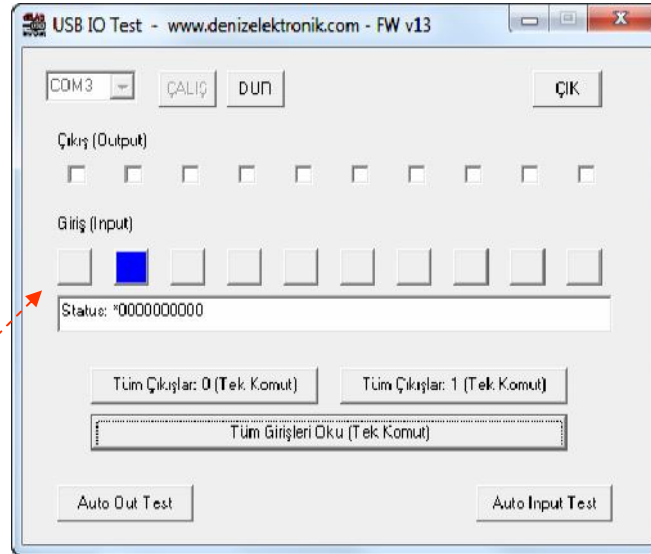 USB IO Test - www.denizelektronik.com - FW v13
COM3 ÇALIŞ DUR ÇIK
Çıkış (Output)
Giriş (Input)
Status: *0000000000
Tüm Çıkışlar: 0 (Tek Komut) Tüm Çıkışlar: 1 (Tek Komut)
Tüm Girişleri Oku (Tek Komut)
Auto Out Test Auto Input Test